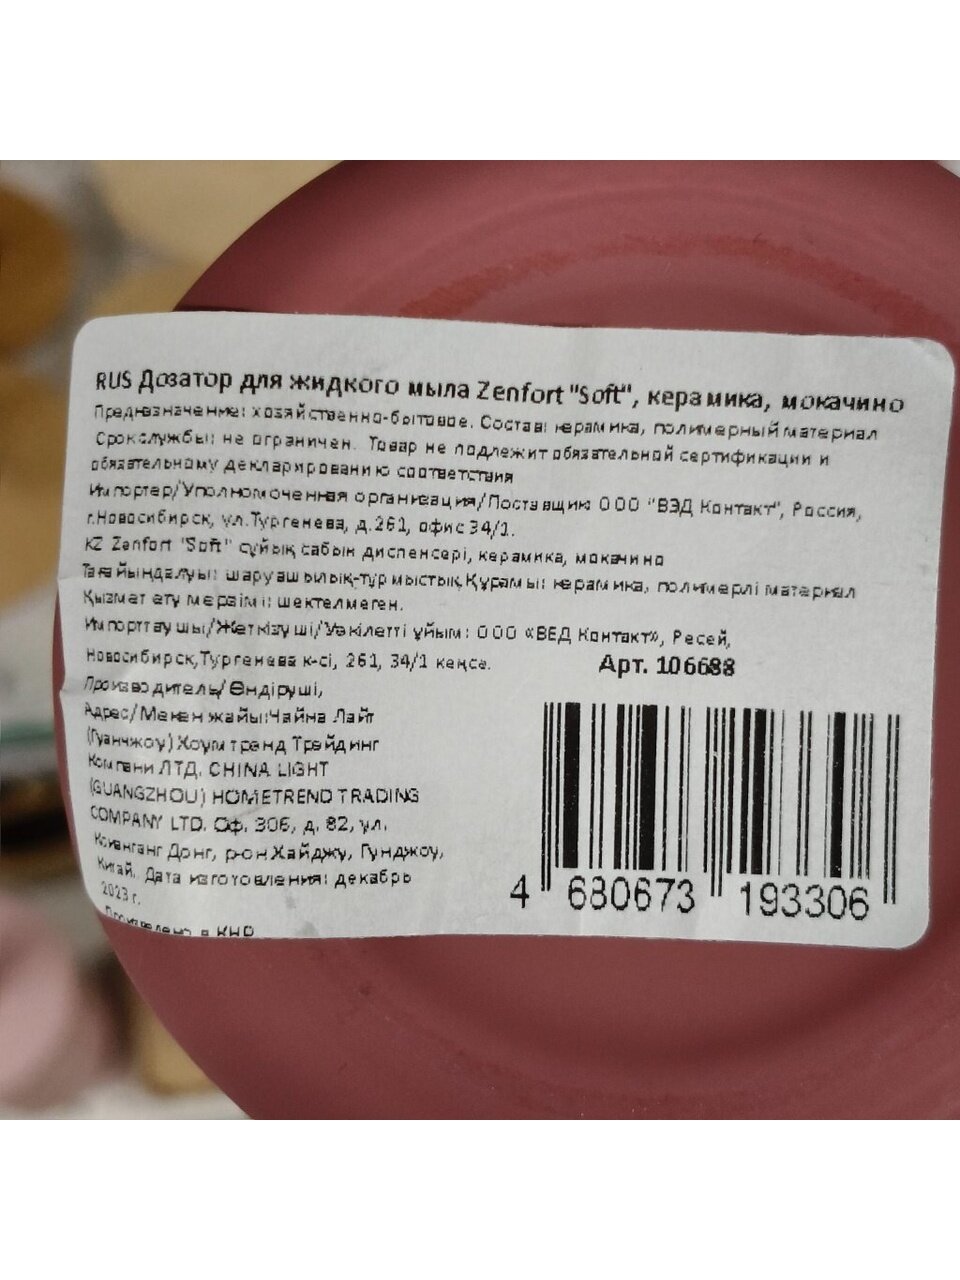 RUS Дозатор для жидкого мыла Zenfort "Soft", керамика, мокачино
Предназначение: хозяйственно-бытовое. Состав: керамика, полимерный материал
Срок службы: не ограничен. Товар не подлежит обязательной сертификации и
обязательному декларированию соответствия
Импортер/Уполномоченная организация/Поставщик ООО "ВЭД Контакт", Россия,
г.Новосибирск, ул.Тургенева, д.261, офис 34/1.
KZ Zenfort "Soft" сұйық сабын диспенсері, керамика, мокачино
Тағайындалуы: шаруашылық-тұрмыстық.Құрамы: керамика, полимерлі материал
Қызмет ету мерзімі: шектелмеген.
Импорттаушы/Жеткізуші/Уәкілетті ұйым: ООО «ВЕД Контакт», Ресей,
Новосибирск,Тургенева к-сі, 261, 34/1 кеңсе.
Арт. 106688
Производитель/Өндіруші,
Адрес/Мекен жайы:Чайна Лайт
(Гуанчжоу) Хоумтренд Трейдинг
Компани ЛТД. CHINA LIGHT
(GUANGZHOU) HOMETREND TRADING
COMPANY LTD. Оф. 306, д. 82, ул.
Ксианганг Донг, р-он Хайджу, Гунджоу,
Китай. Дата изготовления: декабрь
2023 г.
Произведено в КНР
4 680673 193306